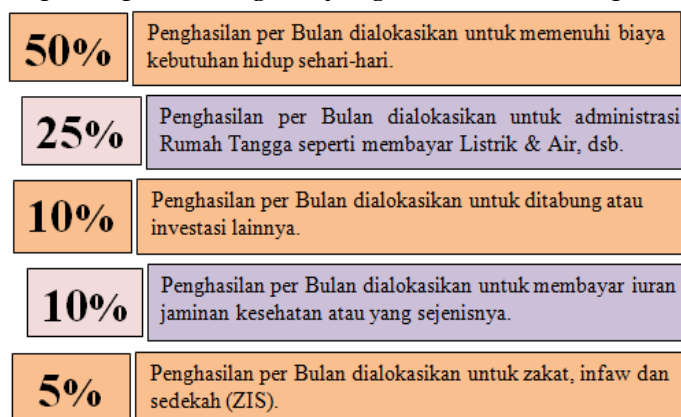 50%
Penghasilan per Bulan dialokasikan untuk memenuhi biaya
kebutuhan hidup sehari-hari.
25%
Penghasilan per Bulan dialokasikan untuk administrasi
Rumah Tangga seperti membayar Listrik & Air, dsb.
10%
Penghasilan per Bulan dialokasikan untuk ditabung atau
investasi lainnya.
10%
Penghasilan per Bulan dialokasikan untuk membayar iuran
jaminan kesehatan atau yang sejenisnya.
5%
Penghasilan per Bulan dialokasikan untuk zakat, infaw dan
sedekah (ZIS).